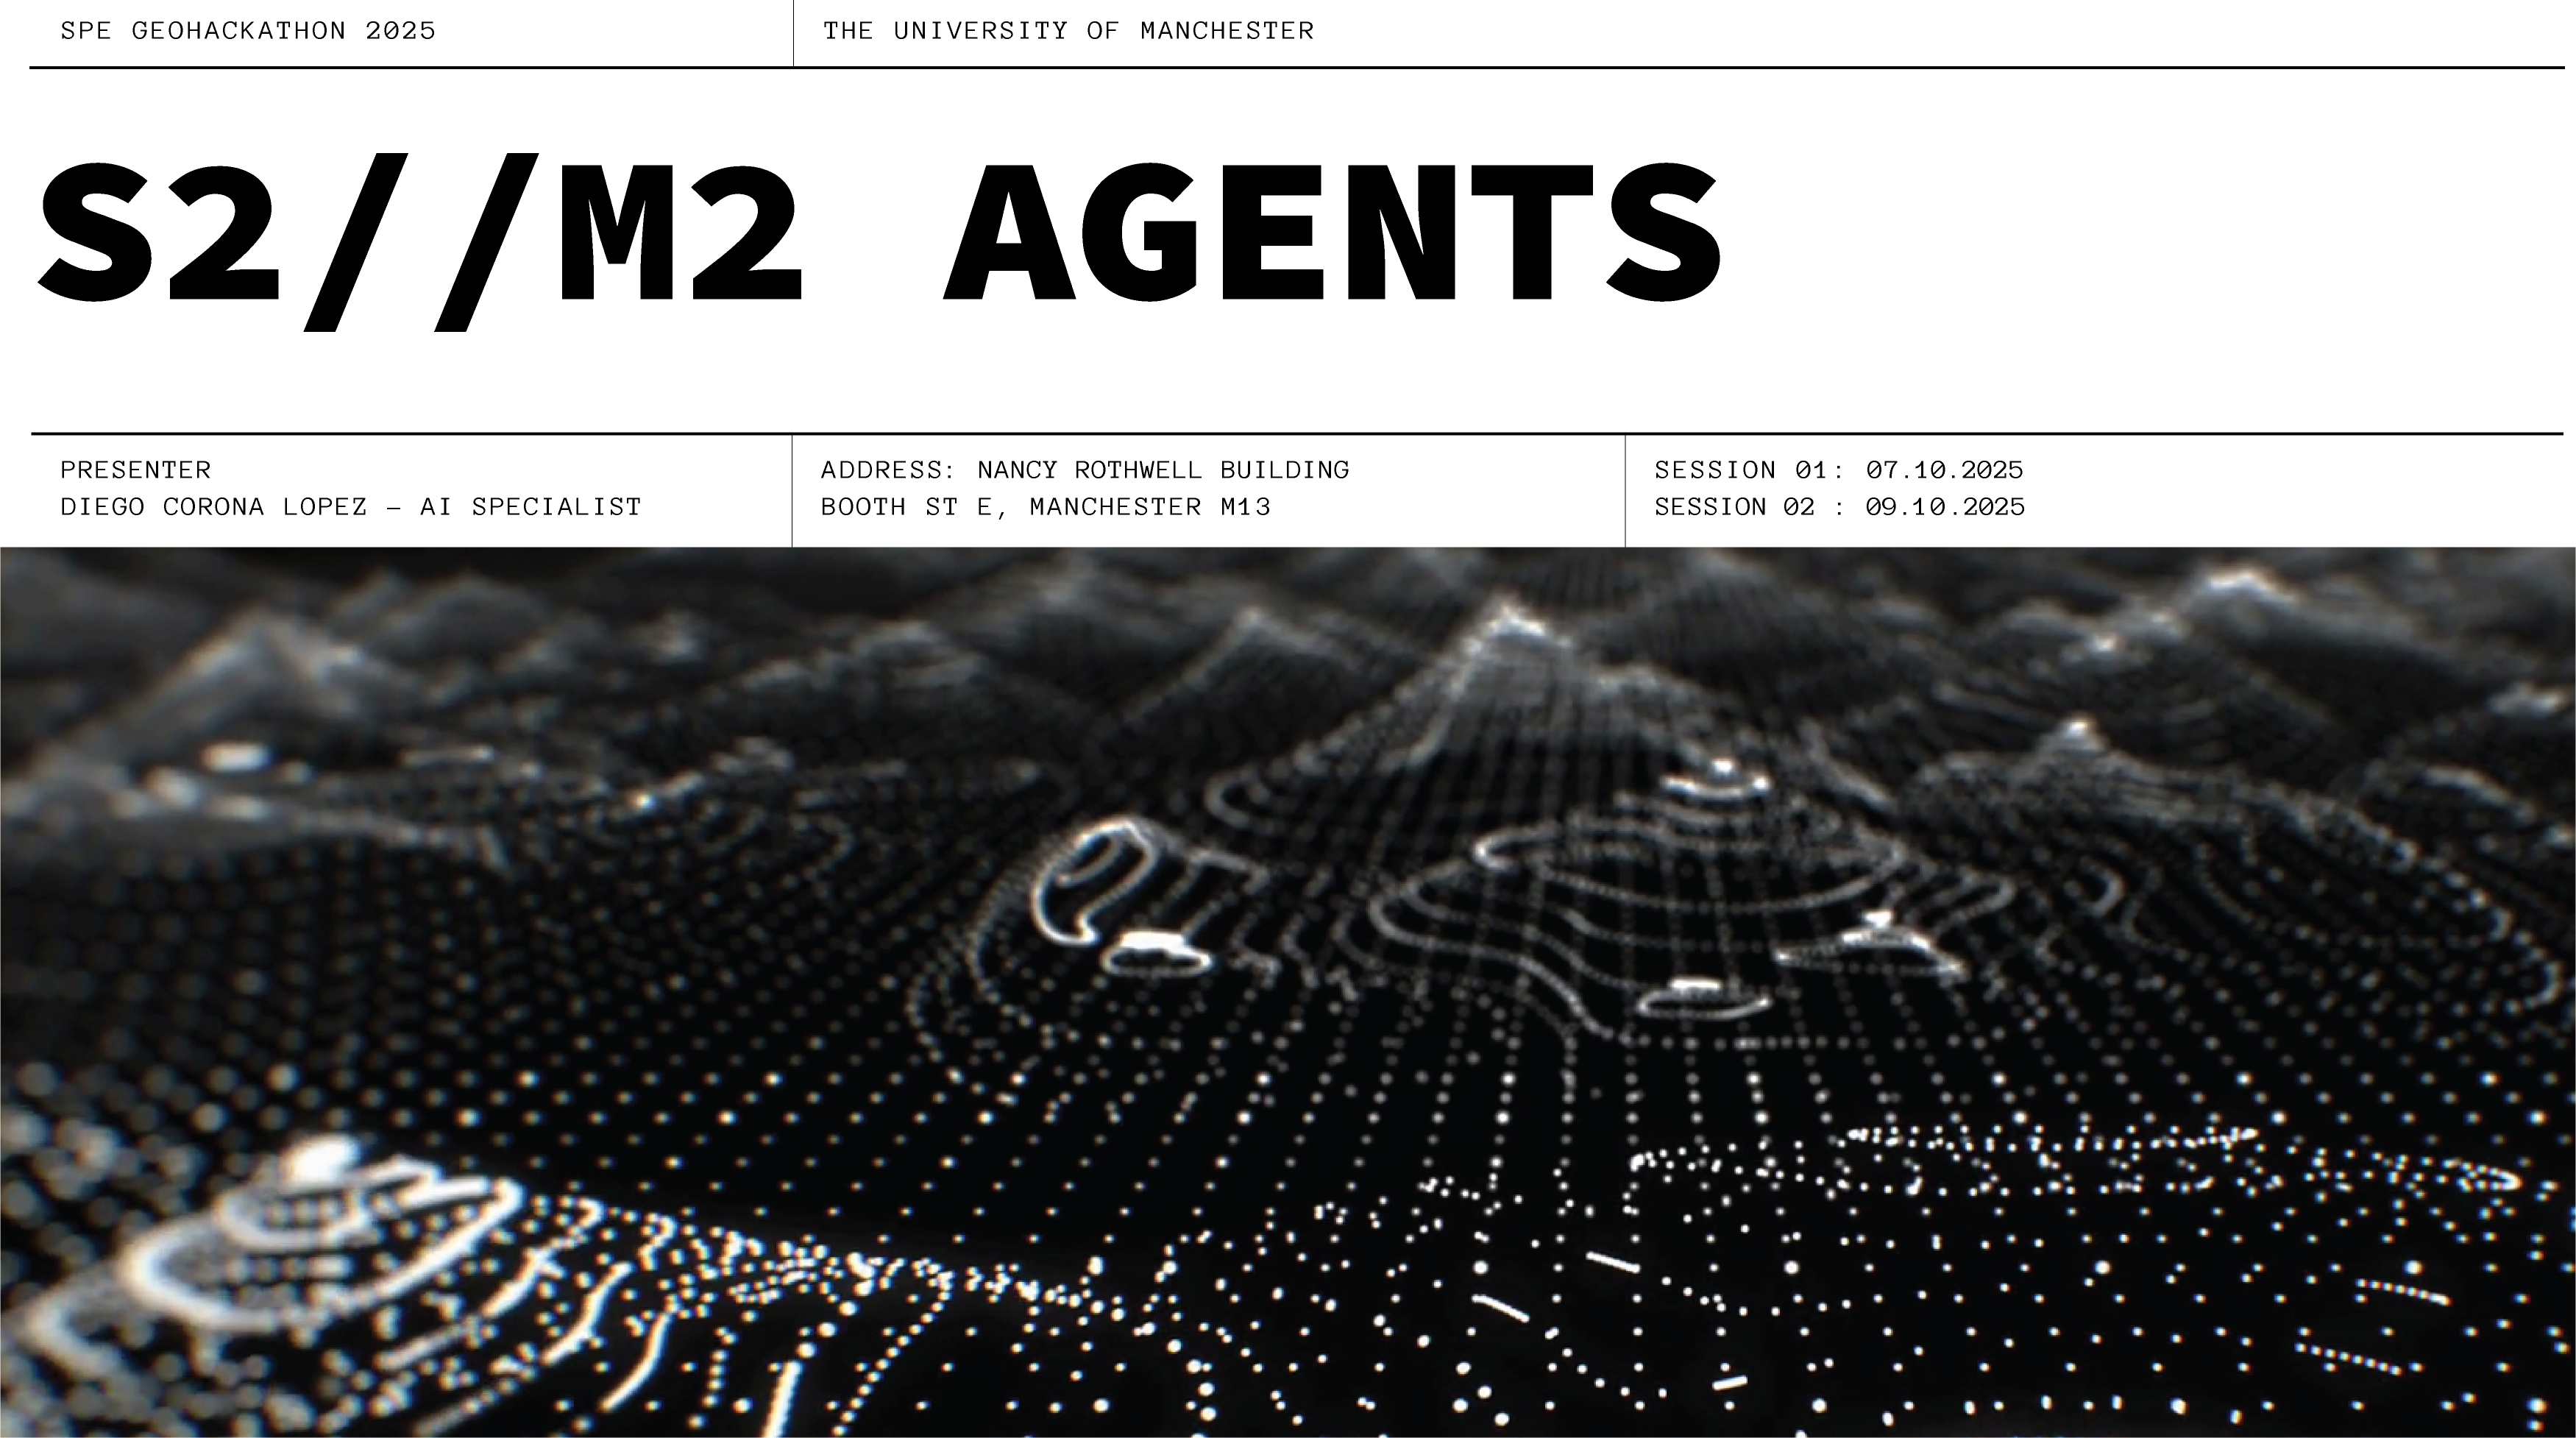 SPE GEOHACKATHON 2025
THE UNIVERSITY OF MANCHESTER
S2//M2 AGENTS
PRESENTER
DIEGO CORONA LOPEZ – AI SPECIALIST
ADDRESS: NANCY ROTHWELL BUILDING
BOOTH ST E, MANCHESTER M13
SESSION 01: 07.10.2025
SESSION 02 : 09.10.2025